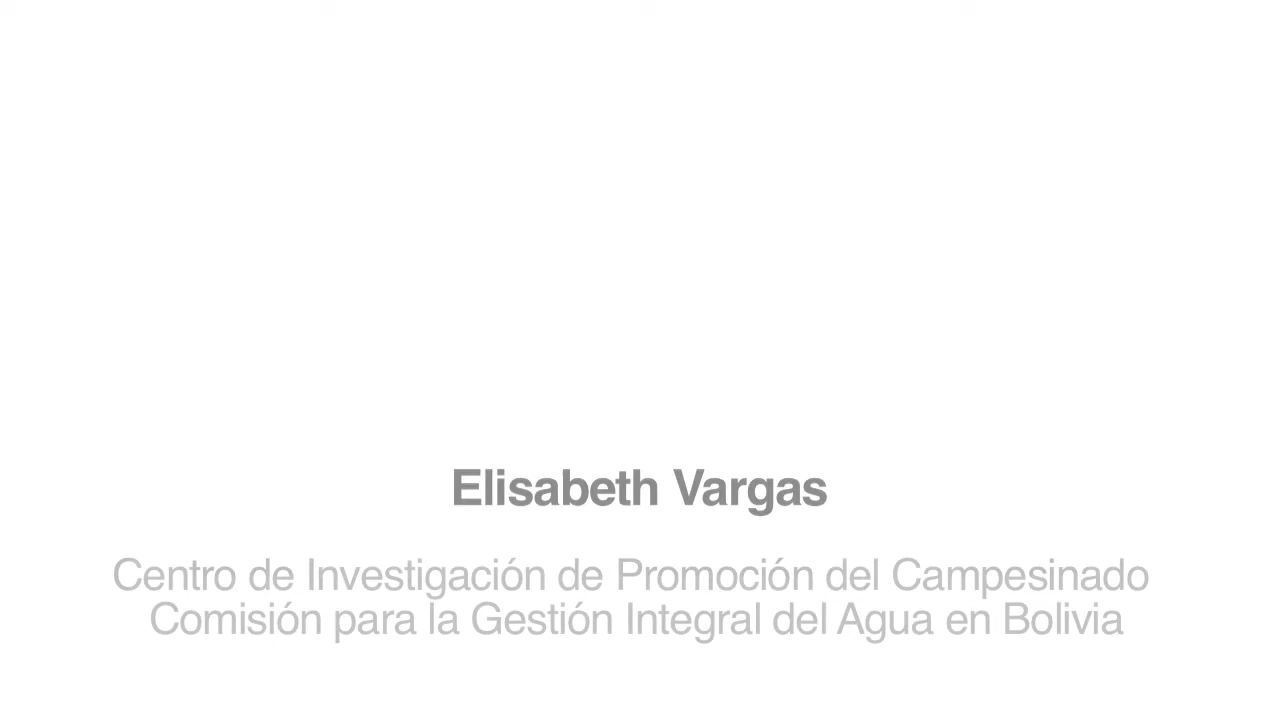 Elisabeth Vargas
Centro de Investigación de Promoción del Campesinado
Comisión para la Gestión Integral del Agua en Bolivia